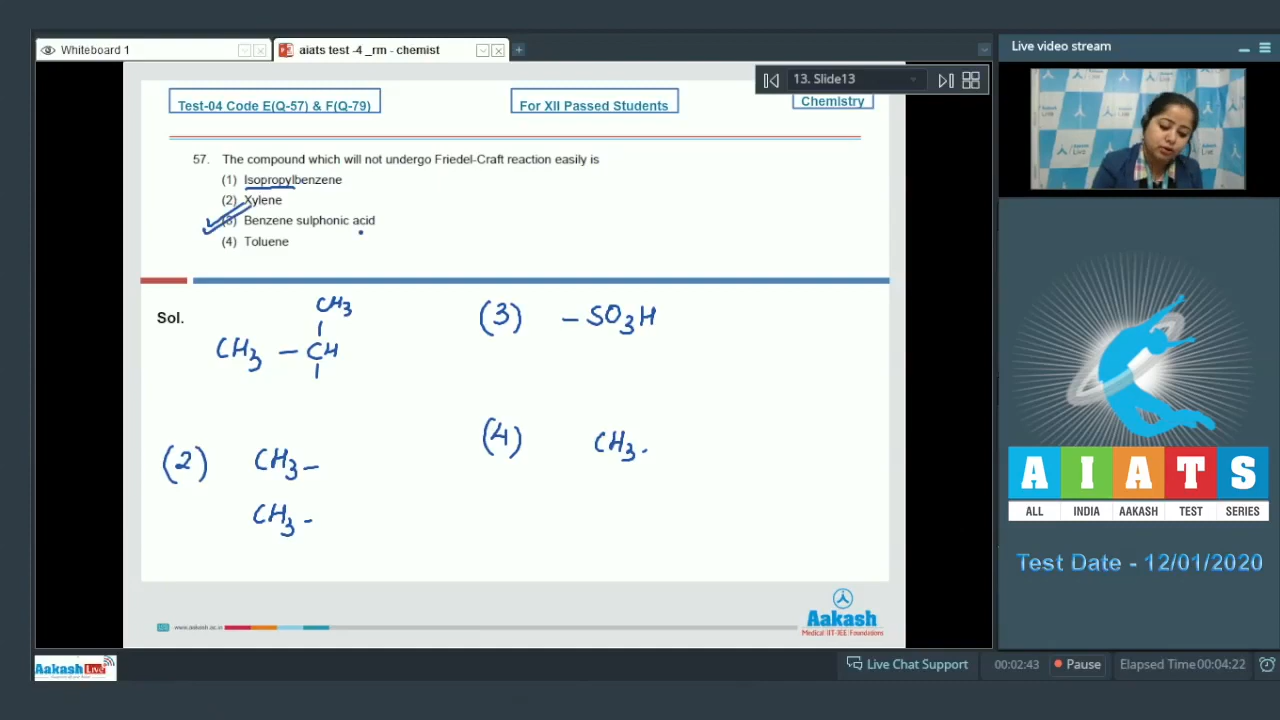 Whiteboard 1
aiats test -4 _rm - chemist
Live video stream
13. Slide13
Test-04 Code E(Q-57) & F(Q-79)
For XII Passed Students
Chemistry
57. The compound which will not undergo Friedel-Craft reaction easily is
(1) Isopropylbenzene
(2) Xylene
(3) Benzene sulphonic acid
(4) Toluene
Sol.
CH3
CH3 - CH
(3) - SO3H
(2) CH3 -
CH3 -
(4) CH3 -
A I A T S
ALL INDIA AAKASH TEST SERIES
Test Date - 12/01/2020
www.aakash.ac.in
Aakash
Medical | IIT-JEE | Foundations
Aakash Live
Live Chat Support
00:02:43
Pause
Elapsed Time 00:04:22